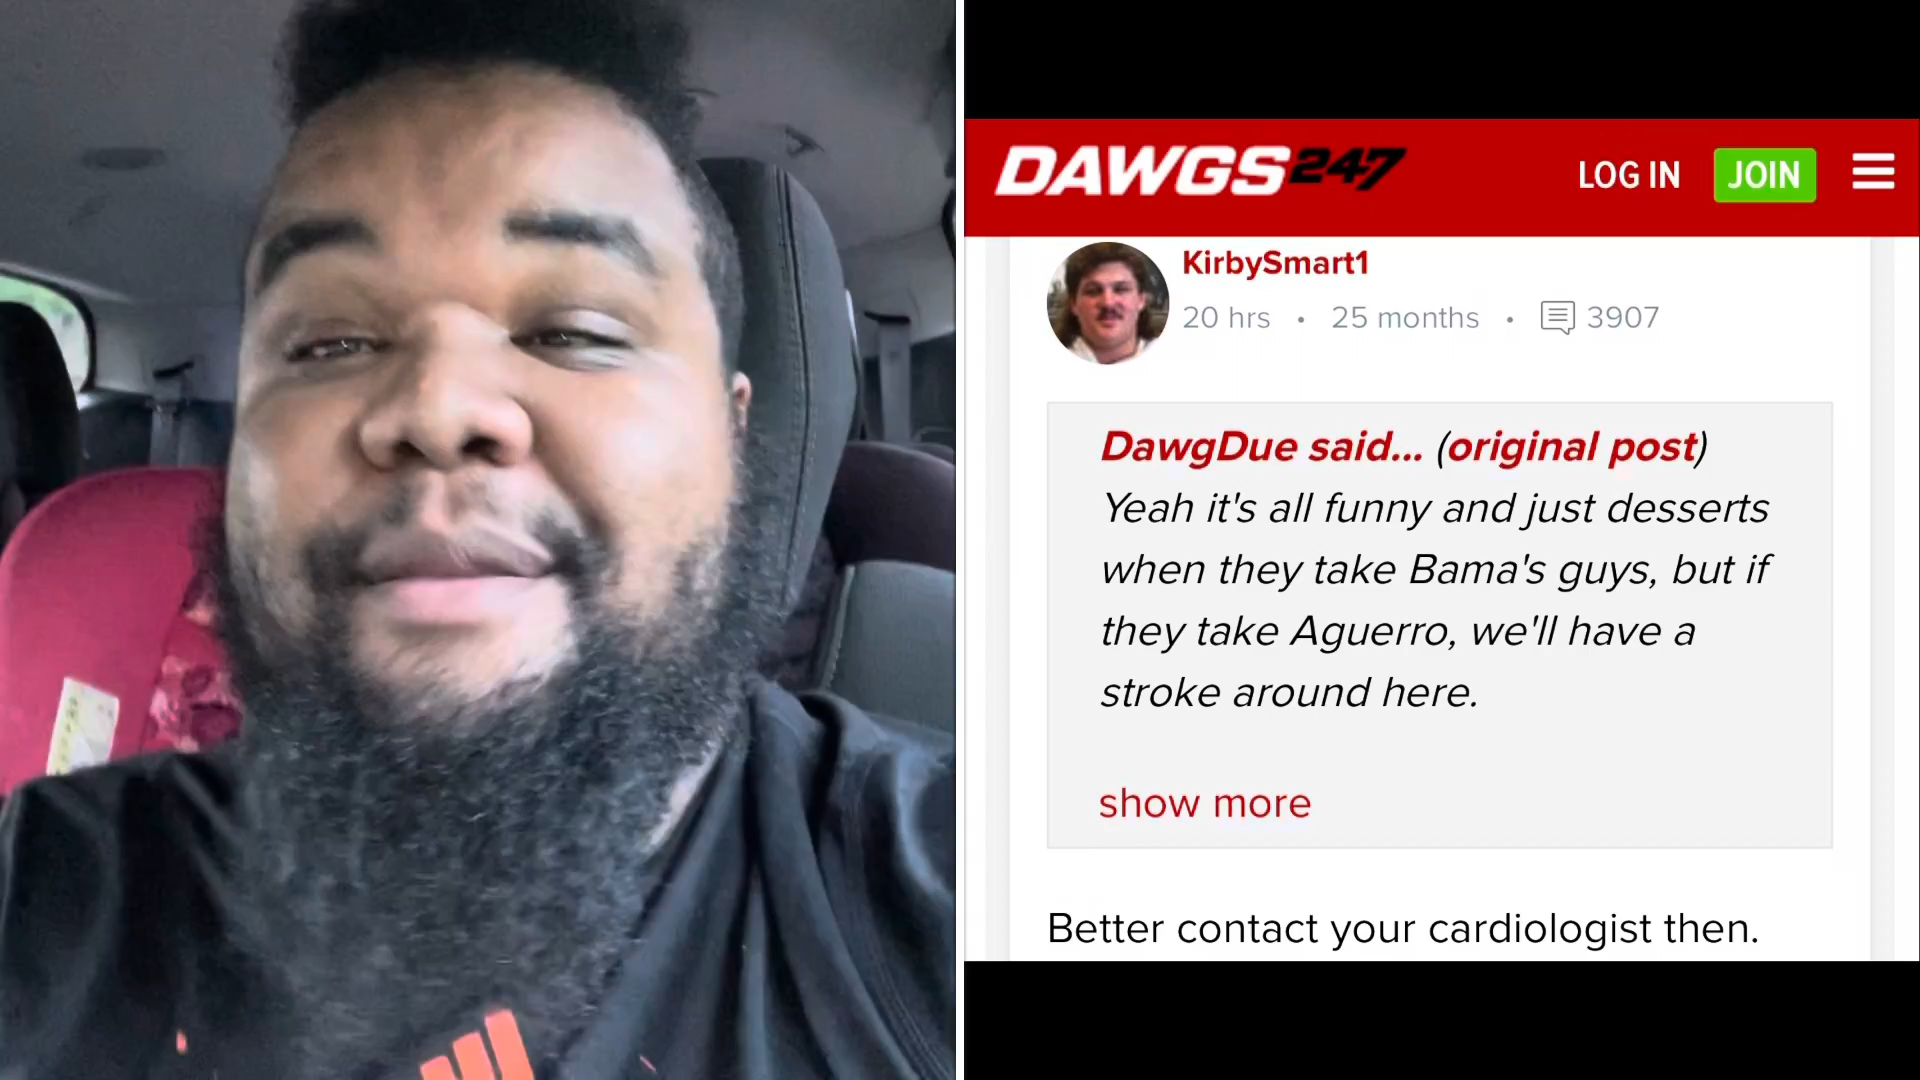 DAWGS247
LOG IN
JOIN
KirbySmart1
20 hrs • 25 months • 3907
DawgDue said... (original post)
Yeah it's all funny and just desserts
when they take Bama's guys, but if
they take Aguerro, we'll have a
stroke around here.
show more
Better contact your cardiologist then.